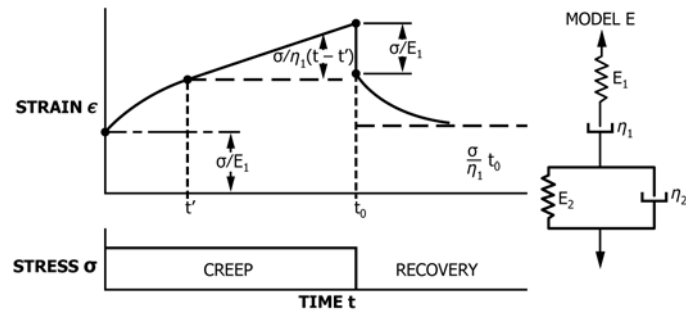 MODEL E
σ/η₁(t – t′)
σ/E₁
E₁
STRAIN ϵ
η₁
σ/E₁
σ/η₁ t₀
E₂
η₂
t′
t₀
STRESS σ
CREEP
RECOVERY
TIME t